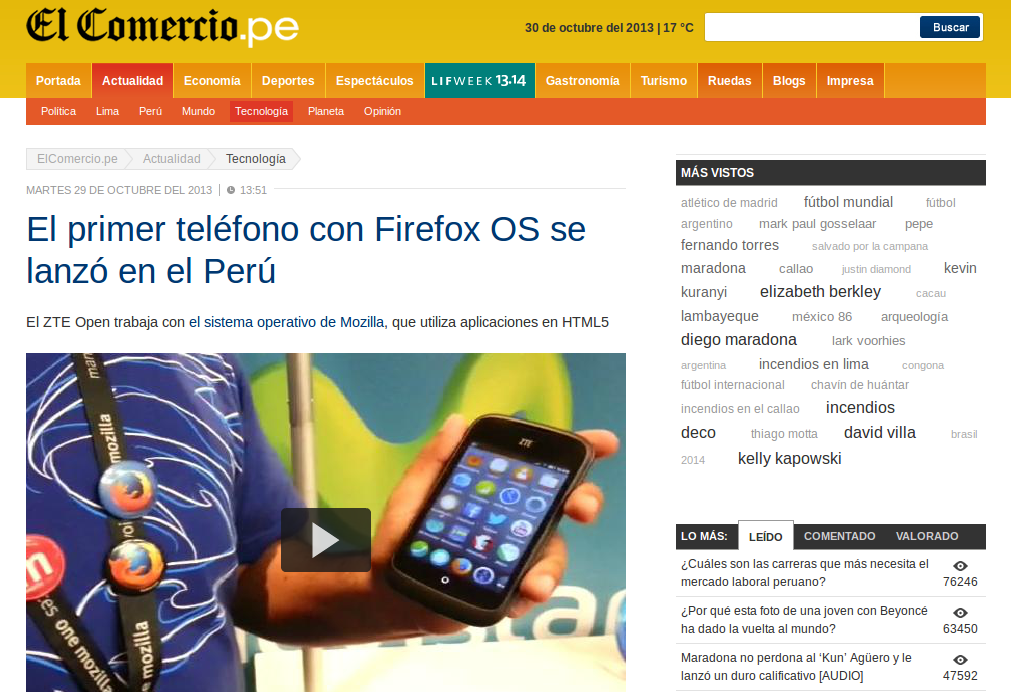 El Comercio.pe
30 de octubre del 2013 | 17 °C
Buscar
Portada Actualidad Economía Deportes Espectáculos LIFWEEK 13.14 Gastronomía Turismo Ruedas Blogs Impresa
Política Lima Perú Mundo Tecnología Planeta Opinión
ElComercio.pe Actualidad Tecnología
MARTES 29 DE OCTUBRE DEL 2013 | 13:51
El primer teléfono con Firefox OS se
lanzó en el Perú
El ZTE Open trabaja con el sistema operativo de Mozilla, que utiliza aplicaciones en HTML5
mozilla
ZTE
one mozilla
mozilla
MÁS VISTOS
atlético de madrid fútbol mundial fútbol
argentino mark paul gosselaar pepe
fernando torres salvado por la campana
maradona callao justin diamond kevin
kuranyi elizabeth berkley cacau
lambayeque méxico 86 arqueología
diego maradona lark voorhies
argentina incendios en lima congona
fútbol internacional chavín de huántar
incendios en el callao incendios
deco thiago motta david villa brasil
2014 kelly kapowski
LO MÁS: LEÍDO COMENTADO VALORADO
¿Cuáles son las carreras que más necesita el
mercado laboral peruano?
76246
¿Por qué esta foto de una joven con Beyoncé
ha dado la vuelta al mundo?
63450
Maradona no perdona al ‘Kun’ Agüero y le
lanzó un duro calificativo [AUDIO]
47592